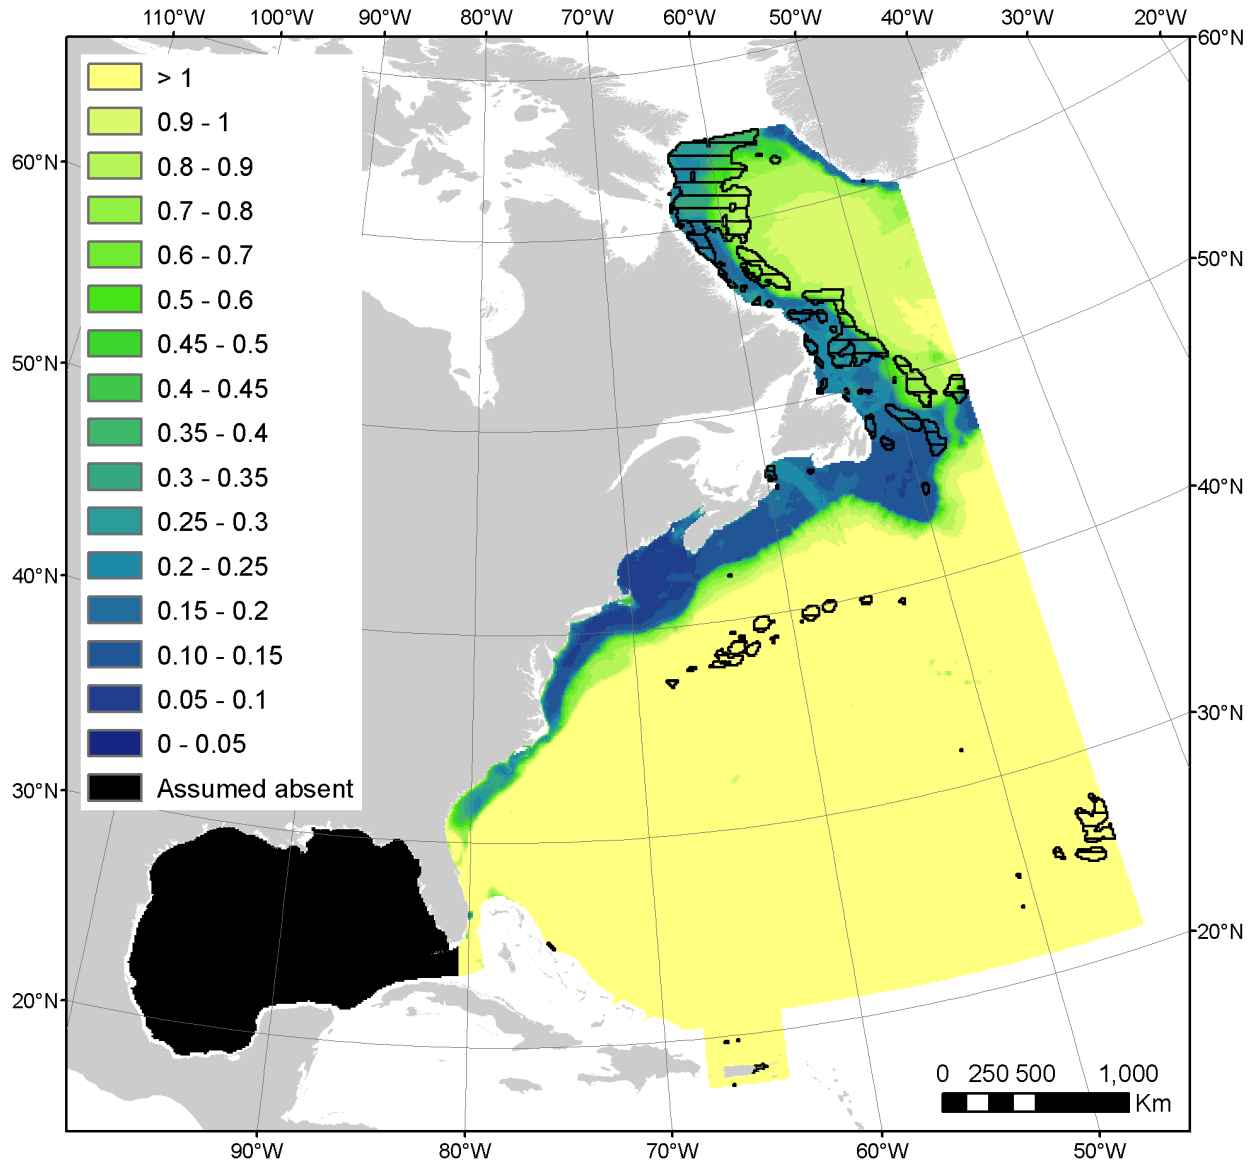 110°W 100°W 90°W 80°W 70°W 60°W 50°W 40°W 30°W 20°W
60°N
> 1
0.9 - 1
60°N
0.8 - 0.9
0.7 - 0.8
0.6 - 0.7
50°N
0.5 - 0.6
0.45 - 0.5
50°N
0.4 - 0.45
0.35 - 0.4
0.3 - 0.35
40°N
0.25 - 0.3
0.2 - 0.25
40°N
0.15 - 0.2
0.10 - 0.15
0.05 - 0.1
30°N
0 - 0.05
30°N
Assumed absent
20°N
20°N
0 250 500 1,000
Km
90°W 80°W 70°W 60°W 50°W